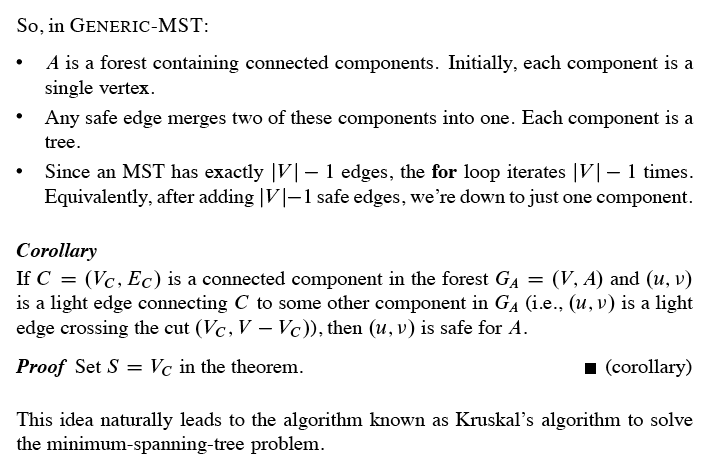 So, in GENERIC-MST:
• A is a forest containing connected components. Initially, each component is a
single vertex.
• Any safe edge merges two of these components into one. Each component is a
tree.
• Since an MST has exactly |V| − 1 edges, the for loop iterates |V| − 1 times.
Equivalently, after adding |V|−1 safe edges, we’re down to just one component.
Corollary
If C = (V_C, E_C) is a connected component in the forest G_A = (V, A) and (u, v)
is a light edge connecting C to some other component in G_A (i.e., (u, v) is a light
edge crossing the cut (V_C, V − V_C)), then (u, v) is safe for A.
Proof Set S = V_C in the theorem. ■ (corollary)
This idea naturally leads to the algorithm known as Kruskal’s algorithm to solve
the minimum-spanning-tree problem.